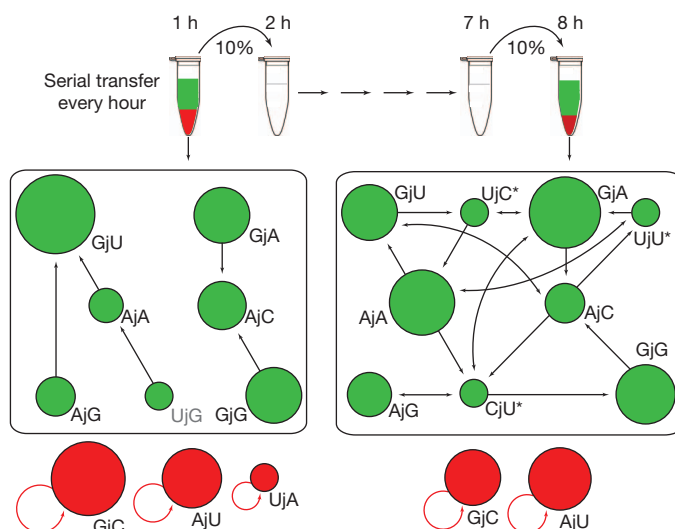 1 h 2 h 7 h 8 h
10% 10%
Serial transfer
every hour
GjU GjA
AjA AjC
AjG UjG GjG
GjU UjC* GjA
UjU*
AjA AjC
GjG
AjG CjU*
GjC AjU UjA
GjC AjU